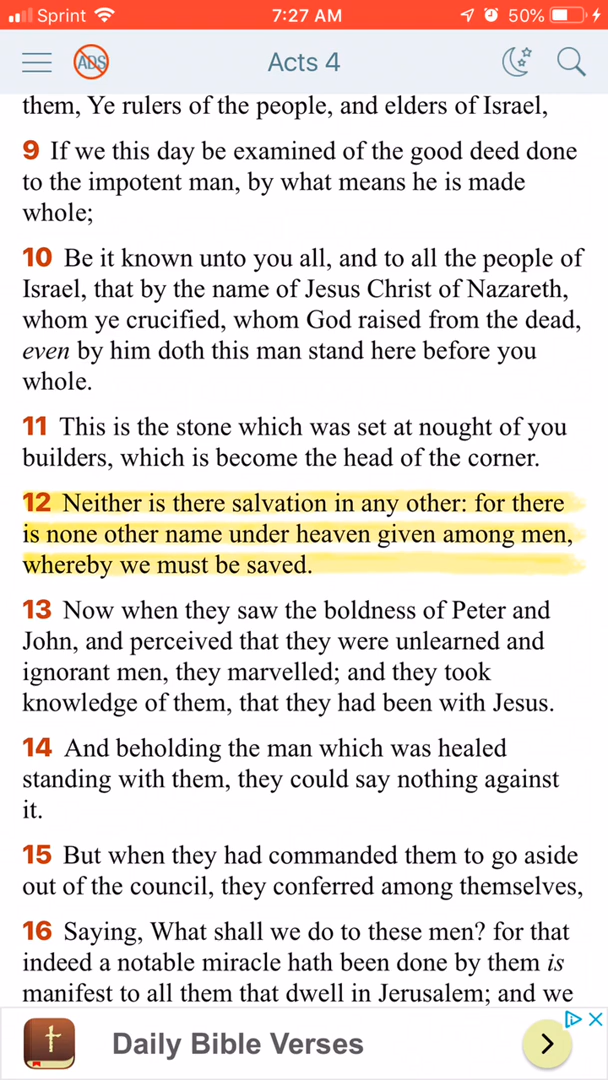 Sprint 7:27 AM 50%
ADS Acts 4
them, Ye rulers of the people, and elders of Israel,
9 If we this day be examined of the good deed done
to the impotent man, by what means he is made
whole;
10 Be it known unto you all, and to all the people of
Israel, that by the name of Jesus Christ of Nazareth,
whom ye crucified, whom God raised from the dead,
even by him doth this man stand here before you
whole.
11 This is the stone which was set at nought of you
builders, which is become the head of the corner.
12 Neither is there salvation in any other: for there
is none other name under heaven given among men,
whereby we must be saved.
13 Now when they saw the boldness of Peter and
John, and perceived that they were unlearned and
ignorant men, they marvelled; and they took
knowledge of them, that they had been with Jesus.
14 And beholding the man which was healed
standing with them, they could say nothing against
it.
15 But when they had commanded them to go aside
out of the council, they conferred among themselves,
16 Saying, What shall we do to these men? for that
indeed a notable miracle hath been done by them is
manifest to all them that dwell in Jerusalem; and we
Daily Bible Verses